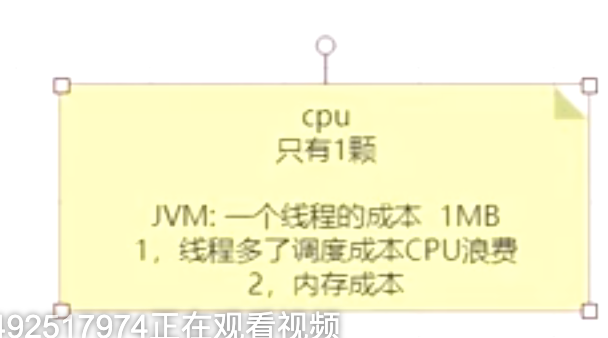 cpu
只有1颗
JVM: 一个线程的成本 1MB
1，线程多了调度成本CPU浪费
2，内存成本
492517974正在观看视频